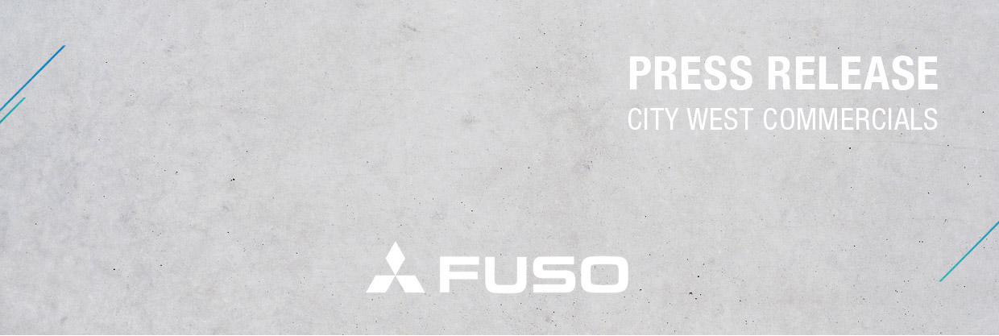 PRESS RELEASE
CITY WEST COMMERCIALS
FUSO